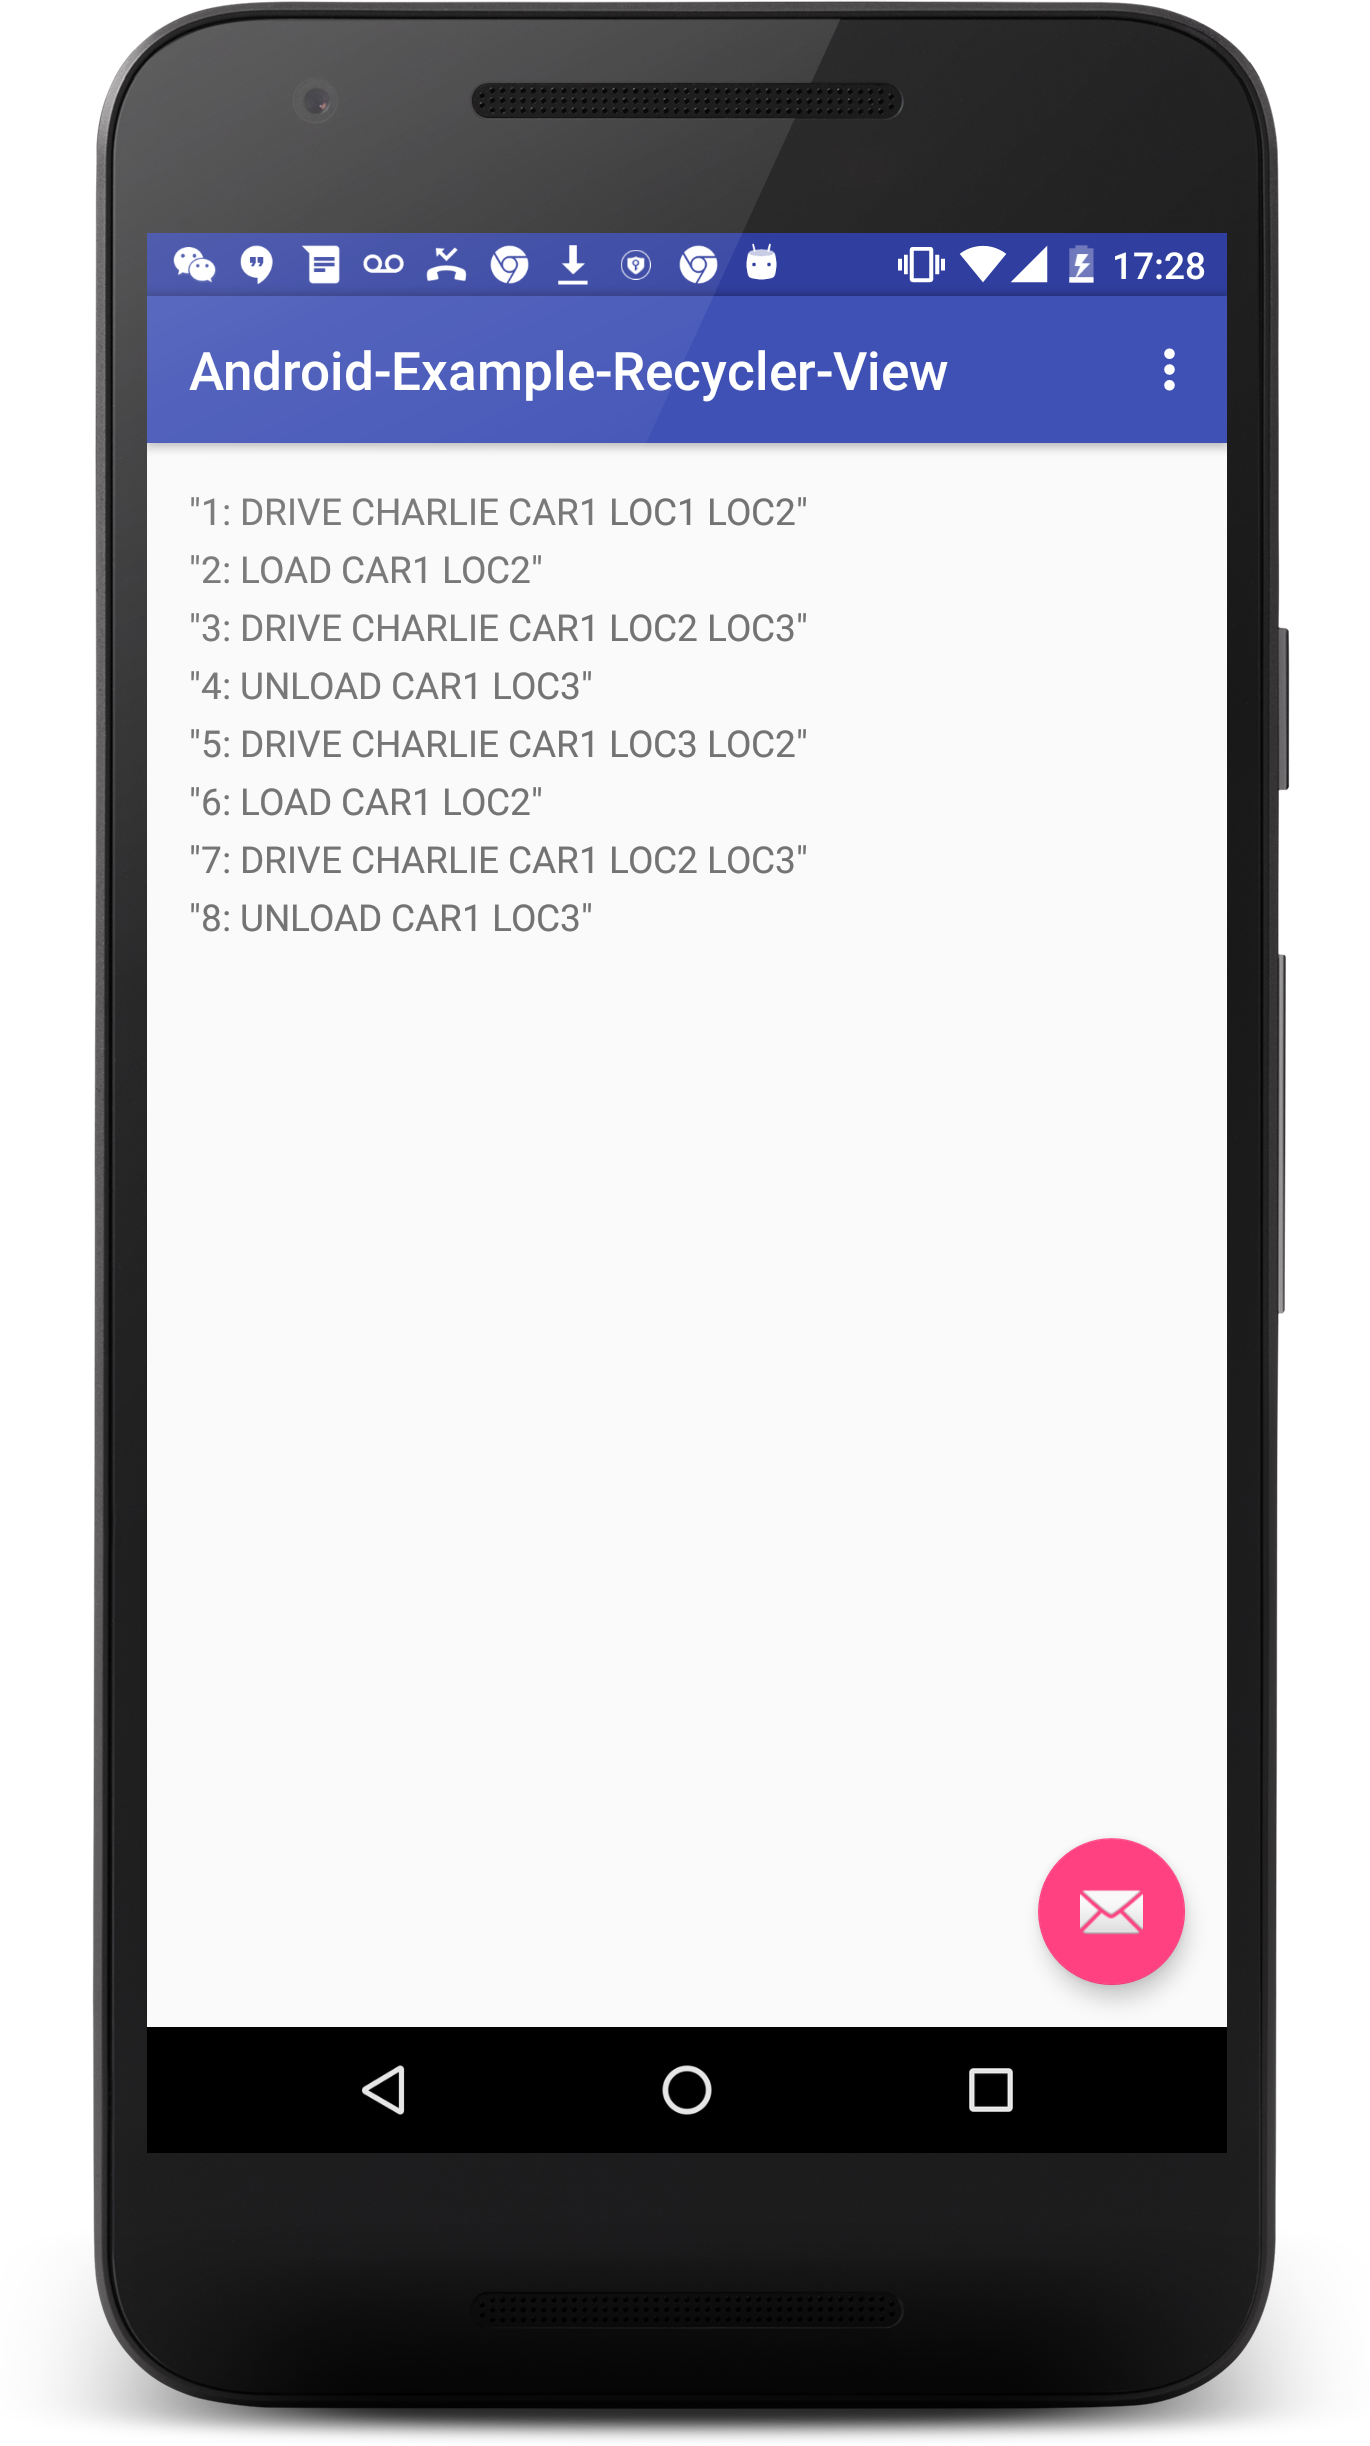 17:28
Android-Example-Recycler-View
"1: DRIVE CHARLIE CAR1 LOC1 LOC2"
"2: LOAD CAR1 LOC2"
"3: DRIVE CHARLIE CAR1 LOC2 LOC3"
"4: UNLOAD CAR1 LOC3"
"5: DRIVE CHARLIE CAR1 LOC3 LOC2"
"6: LOAD CAR1 LOC2"
"7: DRIVE CHARLIE CAR1 LOC2 LOC3"
"8: UNLOAD CAR1 LOC3"